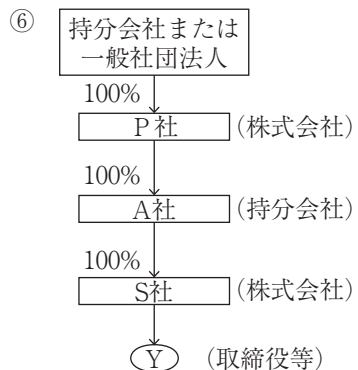 ⑥
持分会社または
一般社団法人
100%
P社
(株式会社)
100%
A社
(持分会社)
100%
S社
(株式会社)
Y
(取締役等)